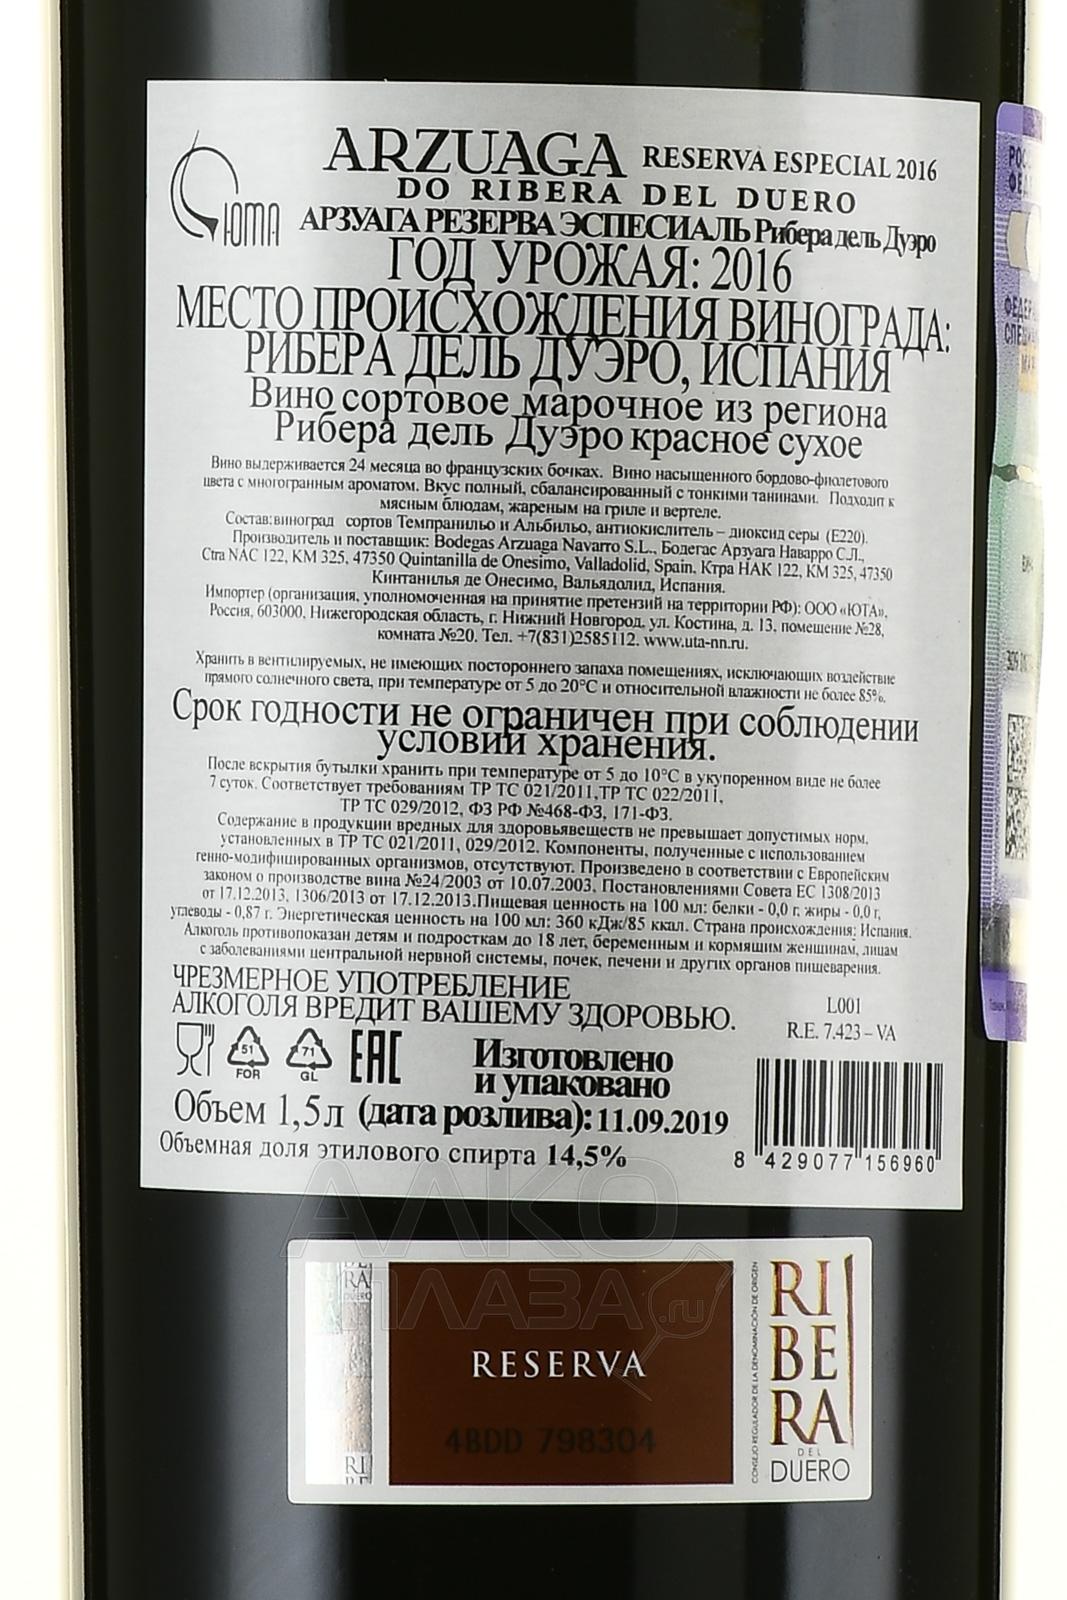 ЮТА
ARZUAGA RESERVA ESPECIAL 2016
DO RIBERA DEL DUERO
АРЗУАГА РЕЗЕРВА ЭСПЕСИАЛЬ Рибера дель Дуэро
ГОД УРОЖАЯ: 2016
МЕСТО ПРОИСХОЖДЕНИЯ ВИНОГРАДА:
РИБЕРА ДЕЛЬ ДУЭРО, ИСПАНИЯ
Вино сортовое марочное из региона
Рибера дель Дуэро красное сухое
Вино выдерживается 24 месяца во французских бочках. Вино насыщенного бордово-фиолетового
цвета с многогранным ароматом. Вкус полный, сбалансированный с тонкими танинами. Подходит к
мясным блюдам, жареным на гриле и вертеле.
Состав: виноград сортов Темпранильо и Альбильо, антиокислитель – диоксид серы (Е220).
Производитель и поставщик: Bodegas Arzuaga Navarro S.L., Бодегас Арзуага Наварро С.Л.,
Ctra NAC 122, KM 325, 47350 Quintanilla de Onesimo, Valladolid, Spain. Ктра НАК 122, КМ 325, 47350
Кинтанилья де Онесимо, Вальядолид, Испания.
Импортер (организация, уполномоченная на принятие претензий на территории РФ): ООО «ЮТА»,
Россия, 603000, Нижегородская область, г. Нижний Новгород, ул. Костина, д. 13, помещение №28,
комната №20. Тел. +7(831)2585112. www.uta-nn.ru.
Хранить в вентилируемых, не имеющих постороннего запаха помещениях, исключающих воздействие
прямого солнечного света, при температуре от 5 до 20°С и относительной влажности не более 85%.
Срок годности не ограничен при соблюдении
условий хранения.
После вскрытия бутылки хранить при температуре от 5 до 10°С в укупоренном виде не более
7 суток. Соответствует требованиям ТР ТС 021/2011, ТР ТС 022/2011,
ТР ТС 029/2012, ФЗ РФ №468-ФЗ, 171-ФЗ.
Содержание в продукции вредных для здоровьявеществ не превышает допустимых норм,
установленных в ТР ТС 021/2011, 029/2012. Компоненты, полученные с использованием
генно-модифицированных организмов, отсутствуют. Произведено в соответствии с Европейским
законом о производстве вина №24/2003 от 10.07.2003, Постановлениями Совета ЕС 1308/2013
от 17.12.2013, 1306/2013 от 17.12.2013.Пищевая ценность на 100 мл: белки - 0,0 г, жиры - 0,0 г,
углеводы - 0,87 г. Энергетическая ценность на 100 мл: 360 кДж/85 ккал. Страна происхождения: Испания.
Алкоголь противопоказан детям и подросткам до 18 лет, беременным и кормящим женщинам, лицам
с заболеваниями центральной нервной системы, почек, печени и других органов пищеварения.
ЧРЕЗМЕРНОЕ УПОТРЕБЛЕНИЕ
АЛКОГОЛЯ ВРЕДИТ ВАШЕМУ ЗДОРОВЬЮ.
L001
R.E. 7.423 – VA
51
FOR
71
GL
EAC
Изготовлено
и упаковано
Объем 1,5л (дата розлива): 11.09.2019
Объемная доля этилового спирта 14,5%
8 429077 156960
АЛКО
ПЛАЗА.ru
RESERVA
4BDD 798304
CONSEJO REGULADOR DE LA DENOMINACIÓN DE ORIGEN
RI
BE
RA
DEL
DUERO